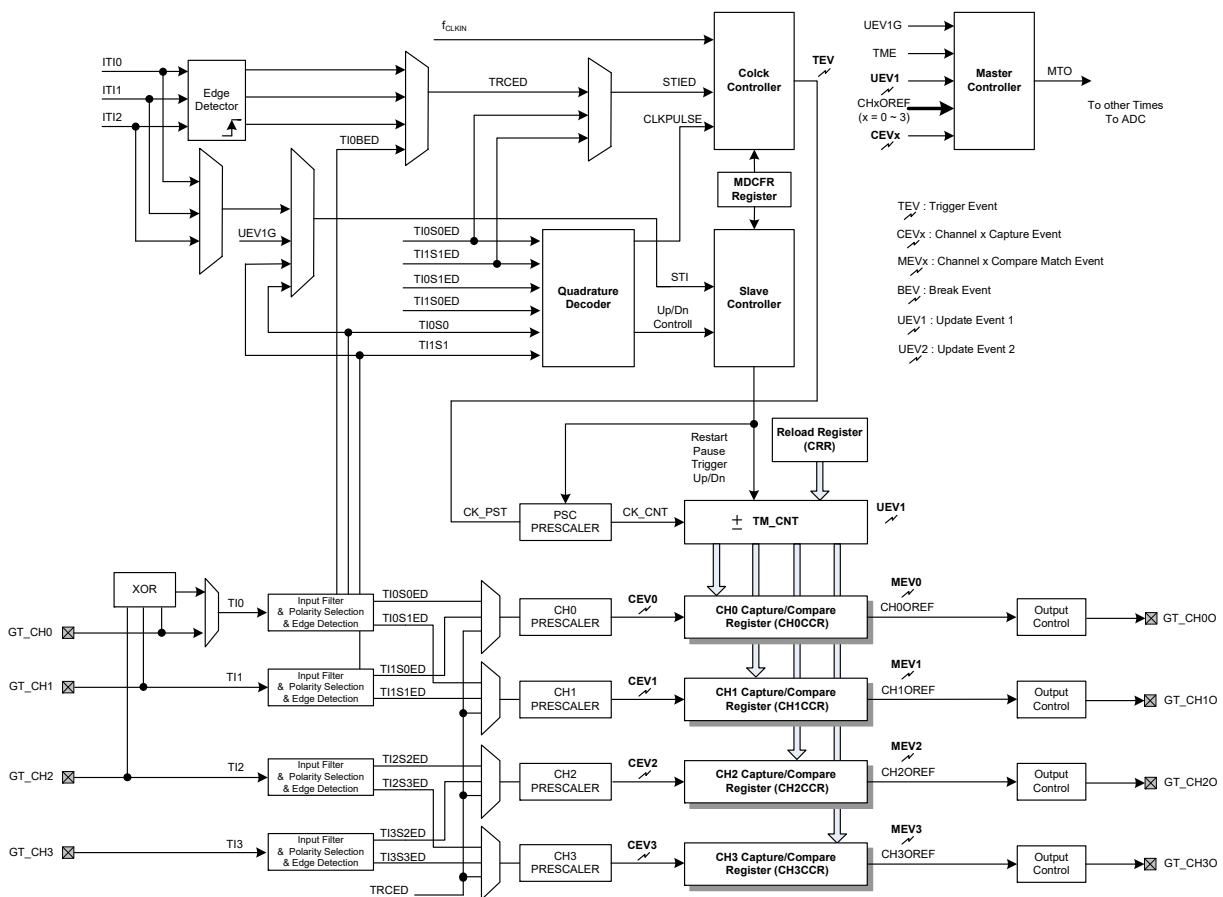 fCLKIN
ITI0
ITI1
ITI2
Edge
Detector
TRCED
TI0BED
STIED
CLKPULSE
Colck
Controller
TEV
UEV1G
TME
UEV1
CHxOREF
(x = 0 ~ 3)
CEVx
Master
Controller
MTO
To other Times
To ADC
MDCFR
Register
UEV1G
TI0S0ED
TI1S1ED
TI0S1ED
TI1S0ED
TI0S0
TI1S1
Quadrature
Decoder
STI
Up/Dn
Controll
Slave
Controller
TEV : Trigger Event
CEVx : Channel x Capture Event
MEVx : Channel x Compare Match Event
BEV : Break Event
UEV1 : Update Event 1
UEV2 : Update Event 2
Restart
Pause
Trigger
Up/Dn
Reload Register
(CRR)
CK_PST
PSC
PRESCALER
CK_CNT
± TM_CNT
UEV1
XOR
GT_CH0
TI0
Input Filter
& Polarity Selection
& Edge Detection
TI0S0ED
TI0S1ED
CH0
PRESCALER
CEV0
CH0 Capture/Compare
Register (CH0CCR)
MEV0
CH0OREF
Output
Control
GT_CH0O
GT_CH1
TI1
Input Filter
& Polarity Selection
& Edge Detection
TI1S0ED
TI1S1ED
CH1
PRESCALER
CEV1
CH1 Capture/Compare
Register (CH1CCR)
MEV1
CH1OREF
Output
Control
GT_CH1O
GT_CH2
TI2
Input Filter
& Polarity Selection
& Edge Detection
TI2S2ED
TI2S3ED
CH2
PRESCALER
CEV2
CH2 Capture/Compare
Register (CH2CCR)
MEV2
CH2OREF
Output
Control
GT_CH2O
GT_CH3
TI3
Input Filter
& Polarity Selection
& Edge Detection
TI3S2ED
TI3S3ED
TRCED
CH3
PRESCALER
CEV3
CH3 Capture/Compare
Register (CH3CCR)
MEV3
CH3OREF
Output
Control
GT_CH3O